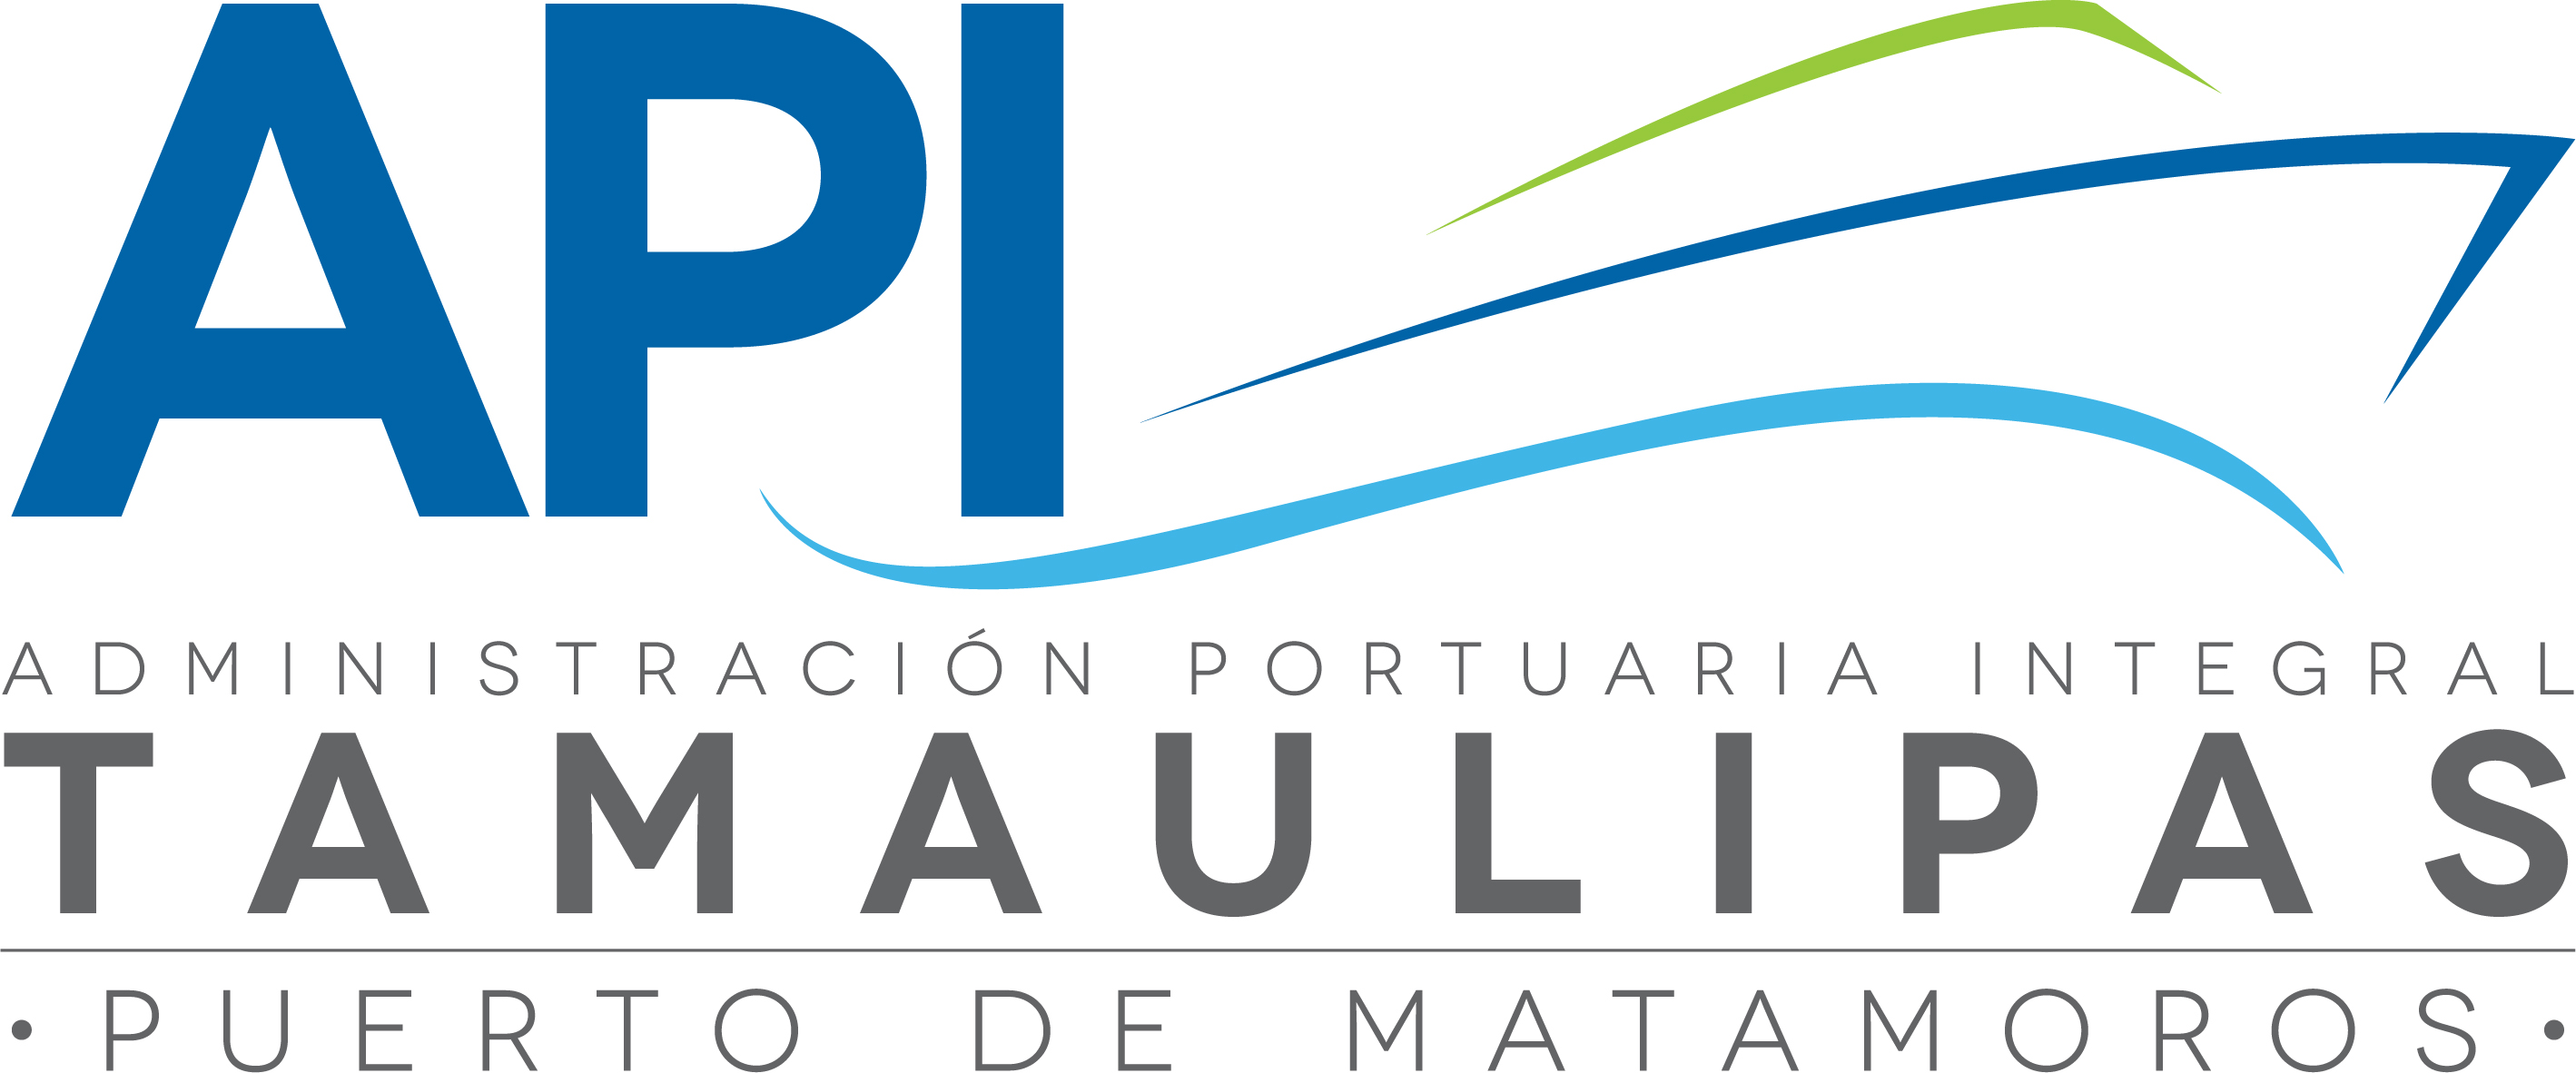 API
ADMINISTRACIÓN PORTUARIA INTEGRAL
TAMAULIPAS
• PUERTO DE MATAMOROS •